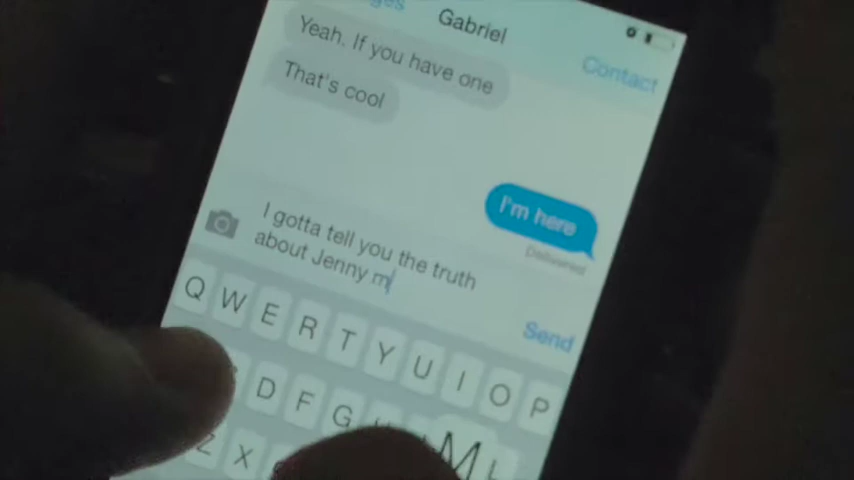 Gabriel
Contact
Yeah. If you have one
That's cool
I'm here
Delivered
I gotta tell you the truth
about Jenny m
Send
Q W E R T Y U I O P
D F G
M L
Z X